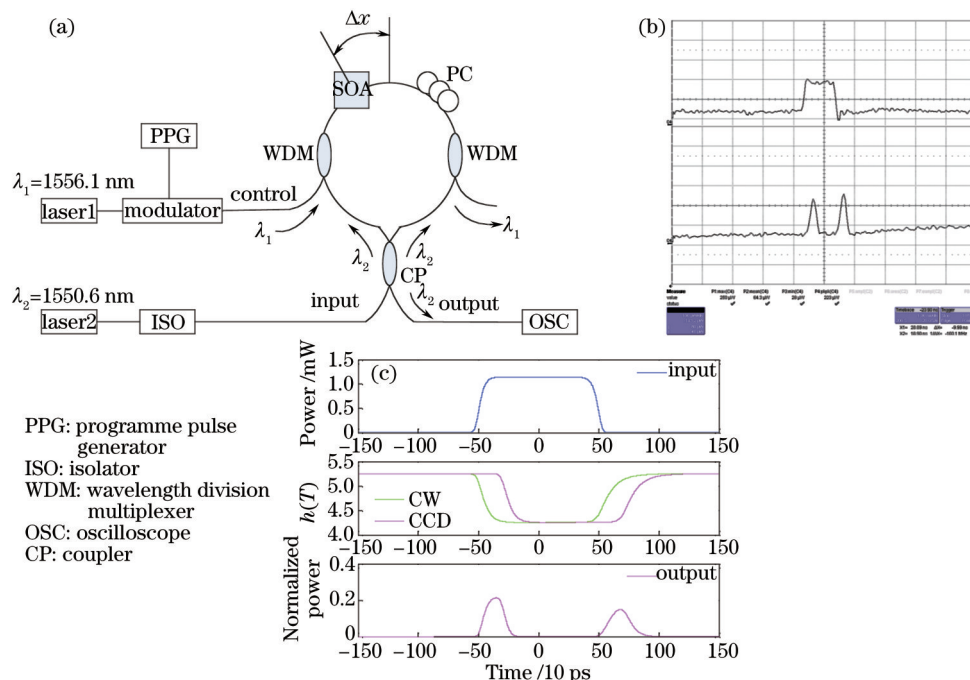 (a)
Δx
SOA
PC
PPG
WDM
WDM
λ₁=1556.1 nm
control
laser1
modulator
λ₁
λ₁
λ₂
λ₂
CP
λ₂=1550.6 nm
λ₂
input
output
laser2
ISO
OSC
(b)
Measure
value
status
(c)
input
Power /mW
1.5
1.0
0.5
0
-150
-100
-50
0
50
100
150
h(T)
5.5
5.0
4.5
4.0
CW
CCD
-150
-100
-50
0
50
100
150
Normalized
power
0.4
0.2
0
output
-150
-100
-50
0
50
100
150
Time /10 ps
PPG: programme pulse
generator
ISO: isolator
WDM: wavelength division
multiplexer
OSC: oscilloscope
CP: coupler